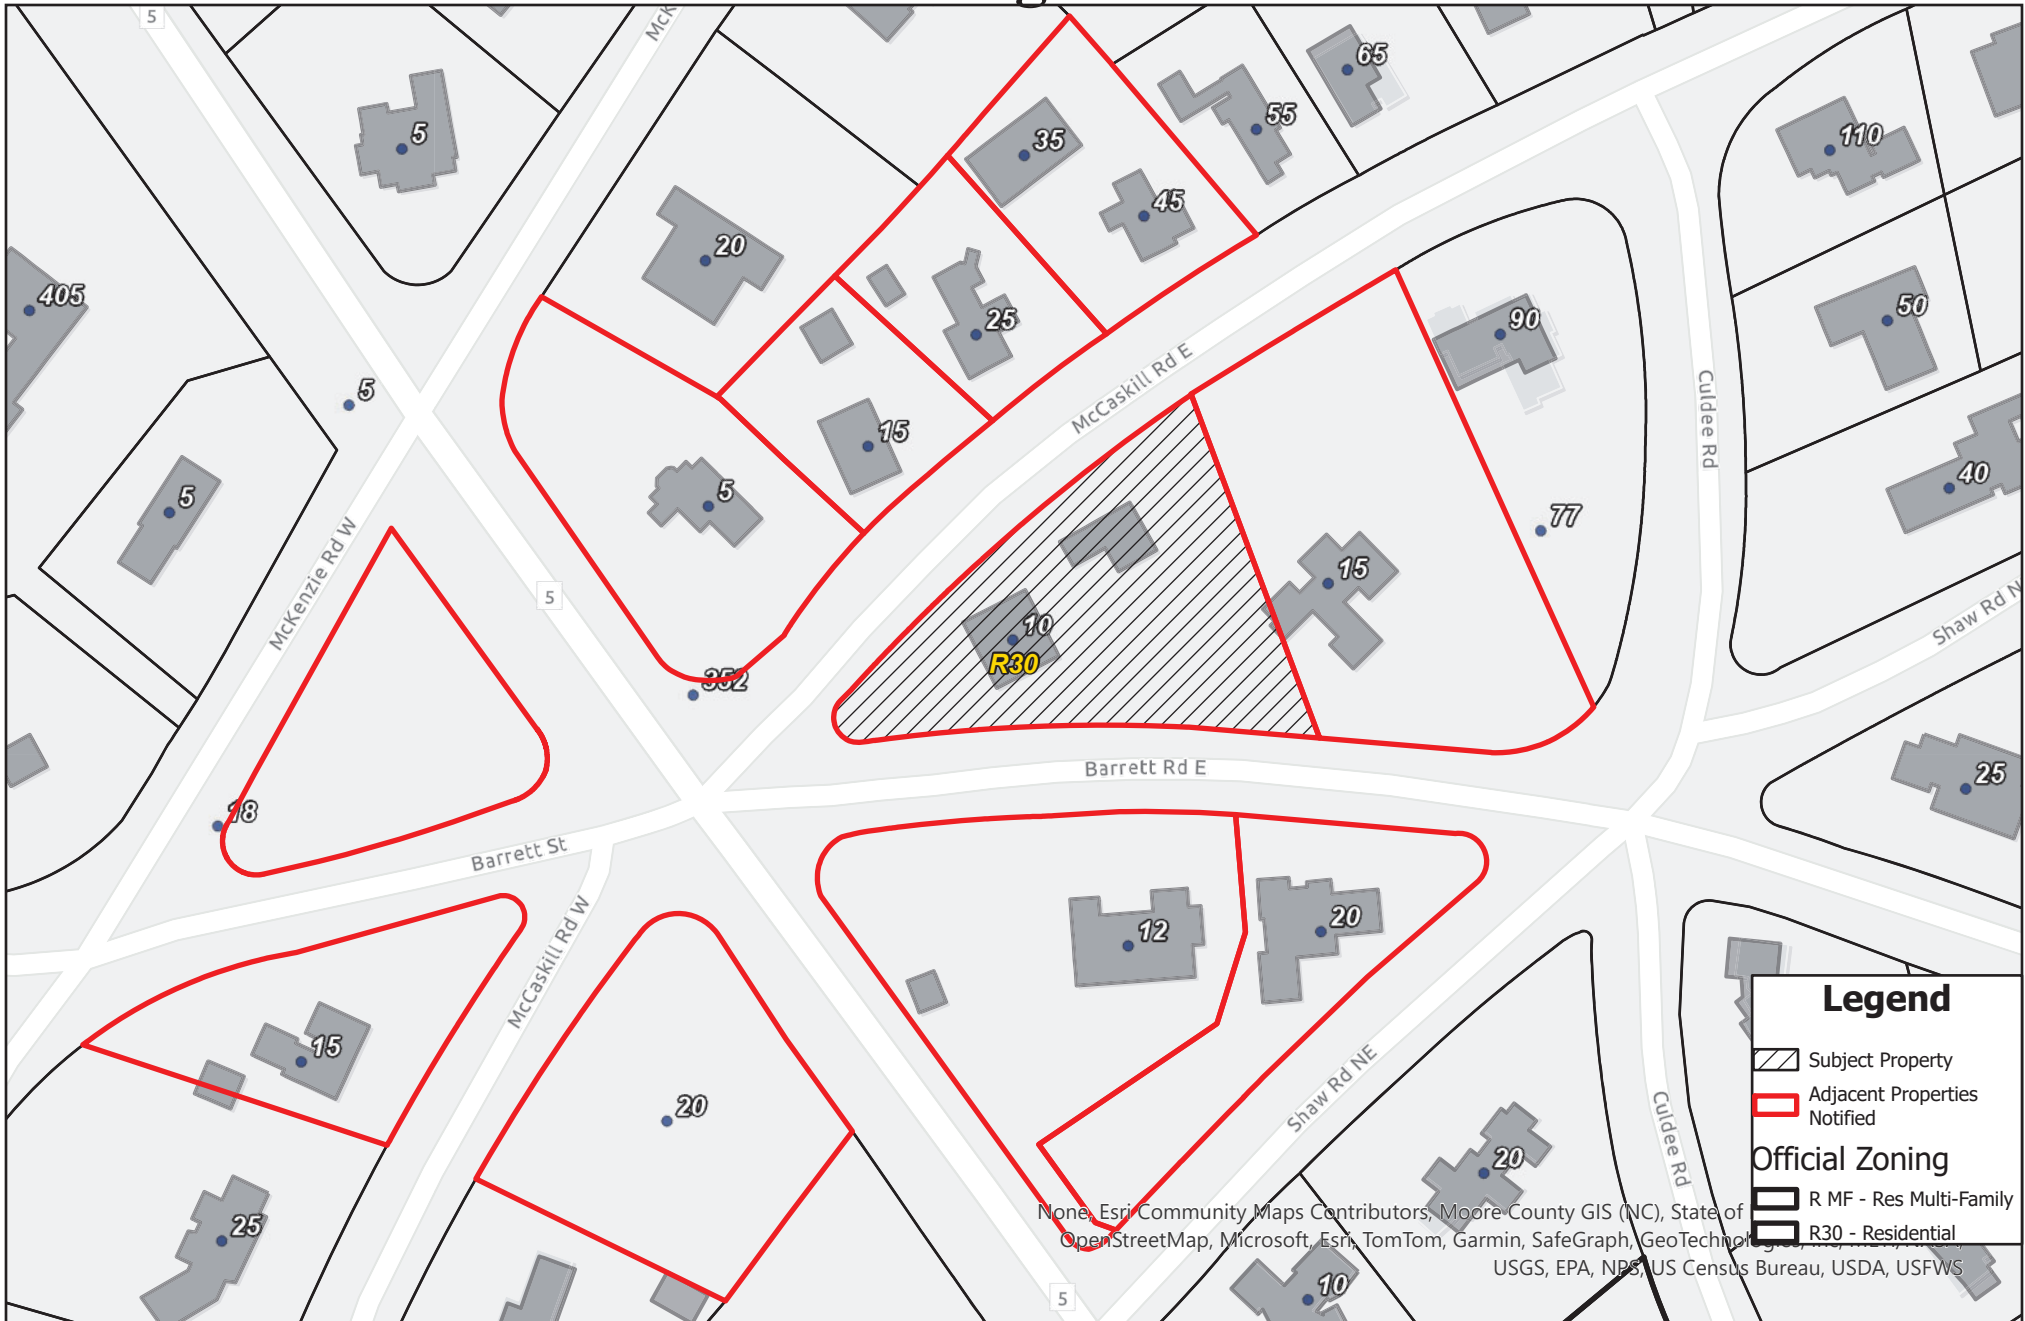 5
McK
65
55
110
5
35
45
20
405
25
90
50
McCaskill Rd E
5
15
Culdee Rd
40
5
5
77
McKenzie Rd W
15
5
10
Shaw Rd N
R30
352
Barrett Rd E
25
18
Barrett St
McCaskill Rd W
12
20
15
Shaw Rd NE
20
Culdee Rd
20
25
10
5
Legend
Subject Property
Adjacent Properties
Notified
Official Zoning
R MF - Res Multi-Family
R30 - Residential
None, Esri Community Maps Contributors, Moore County GIS (NC), State of
OpenStreetMap, Microsoft, Esri, TomTom, Garmin, SafeGraph, GeoTechnologies, Inc,
USGS, EPA, NPS, US Census Bureau, USDA, USFWS